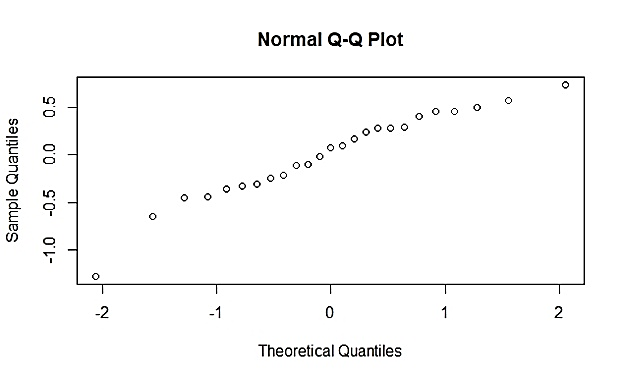 Normal Q-Q Plot
Sample Quantiles
0.5
0.0
-0.5
-1.0
-2 -1 0 1 2
Theoretical Quantiles